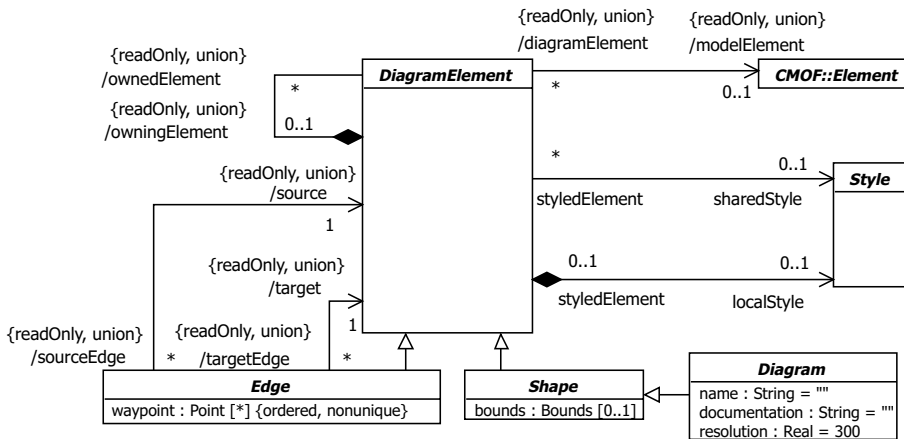 {readOnly, union}
/diagramElement
{readOnly, union}
/modelElement
{readOnly, union}
/ownedElement
DiagramElement
CMOF::Element
*
*
0..1
{readOnly, union}
/owningElement
0..1
*
0..1
{readOnly, union}
/source
Style
styledElement
sharedStyle
1
{readOnly, union}
/target
0..1
0..1
styledElement
localStyle
1
{readOnly, union}
/sourceEdge
*
{readOnly, union}
/targetEdge
*
Edge
waypoint : Point [*] {ordered, nonunique}
Shape
bounds : Bounds [0..1]
Diagram
name : String = ""
documentation : String = ""
resolution : Real = 300